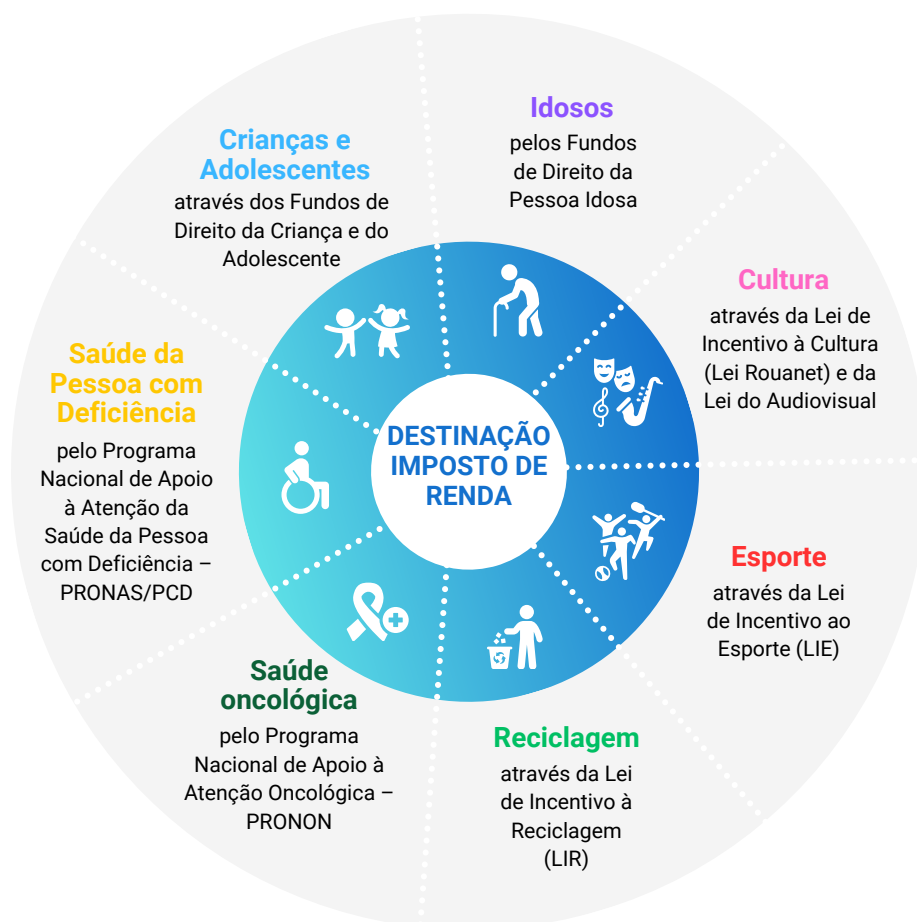 DESTINAÇÃO
IMPOSTO DE
RENDA
Idosos
pelos Fundos
de Direito da
Pessoa Idosa
Cultura
através da Lei de
Incentivo à Cultura
(Lei Rouanet) e da
Lei do Audiovisual
Esporte
através da Lei
de Incentivo ao
Esporte (LIE)
Reciclagem
através da Lei
de Incentivo à
Reciclagem
(LIR)
Saúde
oncológica
pelo Programa
Nacional de Apoio à
Atenção Oncológica –
PRONON
Saúde da
Pessoa com
Deficiência
pelo Programa
Nacional de Apoio
à Atenção da
Saúde da Pessoa
com Deficiência –
PRONAS/PCD
Crianças e
Adolescentes
através dos Fundos de
Direito da Criança e do
Adolescente